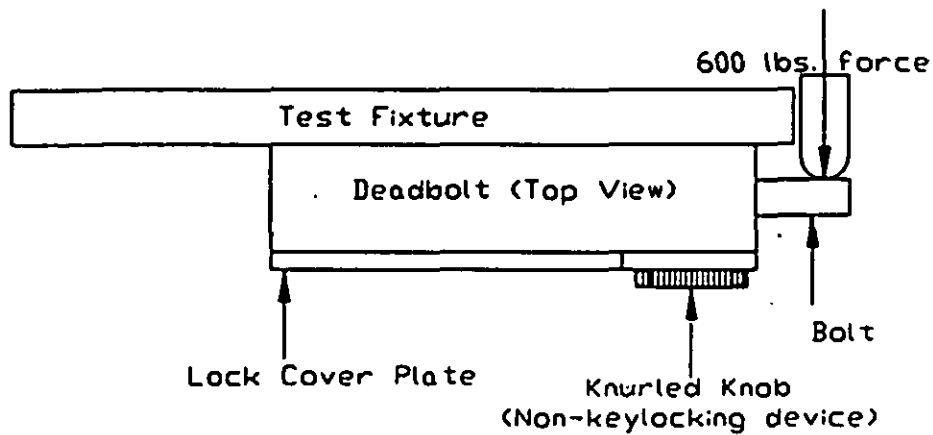 600 lbs. force
Test Fixture
Deadbolt (Top View)
Bolt
Lock Cover Plate
Knurled Knob
(Non-keylocking device)